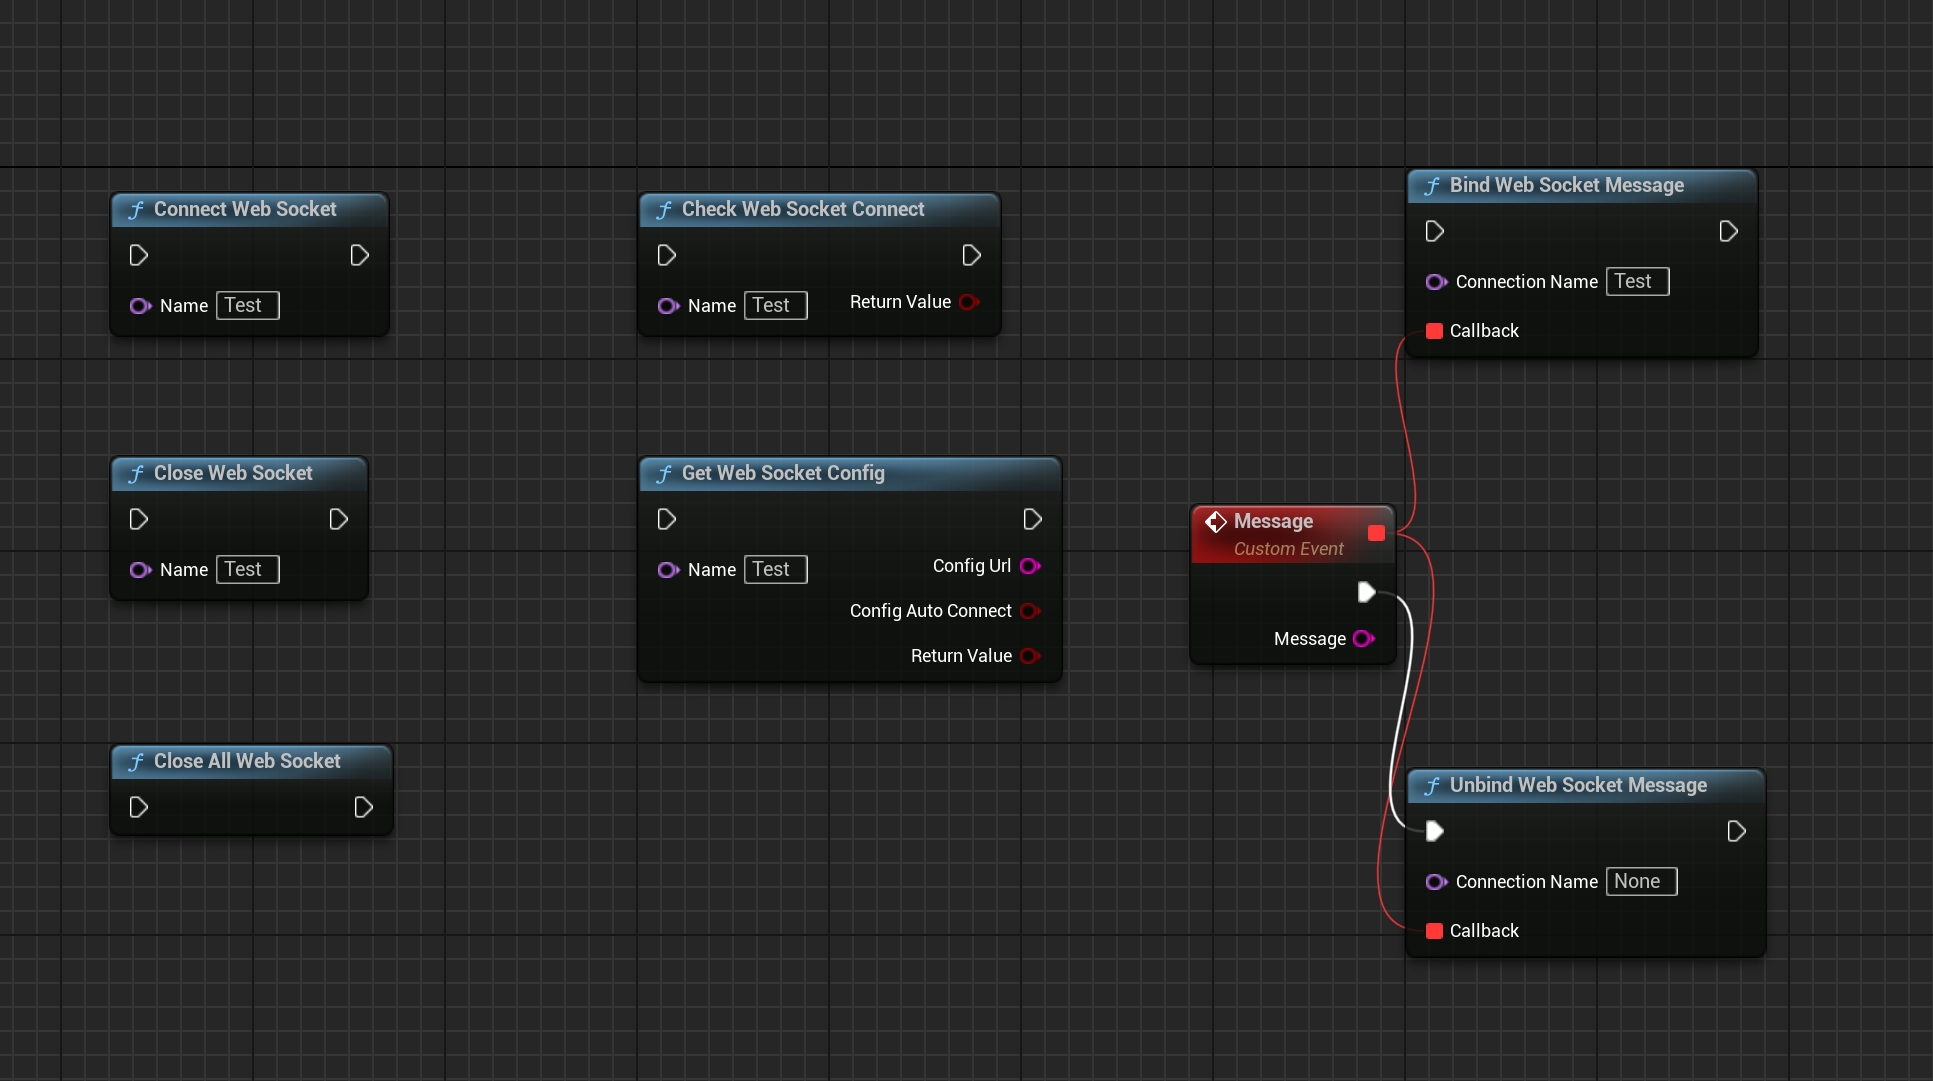 Connect Web Socket
Name Test
Check Web Socket Connect
Name Test Return Value
Bind Web Socket Message
Connection Name Test
Callback
Close Web Socket
Name Test
Get Web Socket Config
Name Test Config Url
Config Auto Connect
Return Value
Message
Custom Event
Message
Close All Web Socket
Unbind Web Socket Message
Connection Name None
Callback